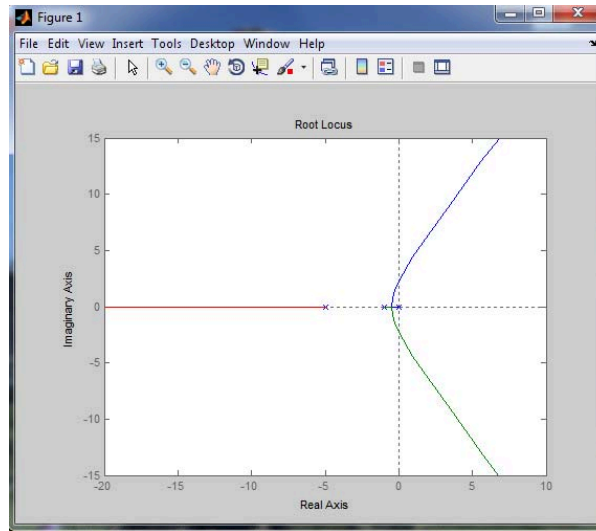 Figure 1
File Edit View Insert Tools Desktop Window Help
Root Locus
15
10
5
0
-5
-10
-15
Imaginary Axis
-20 -15 -10 -5 0 5 10
Real Axis